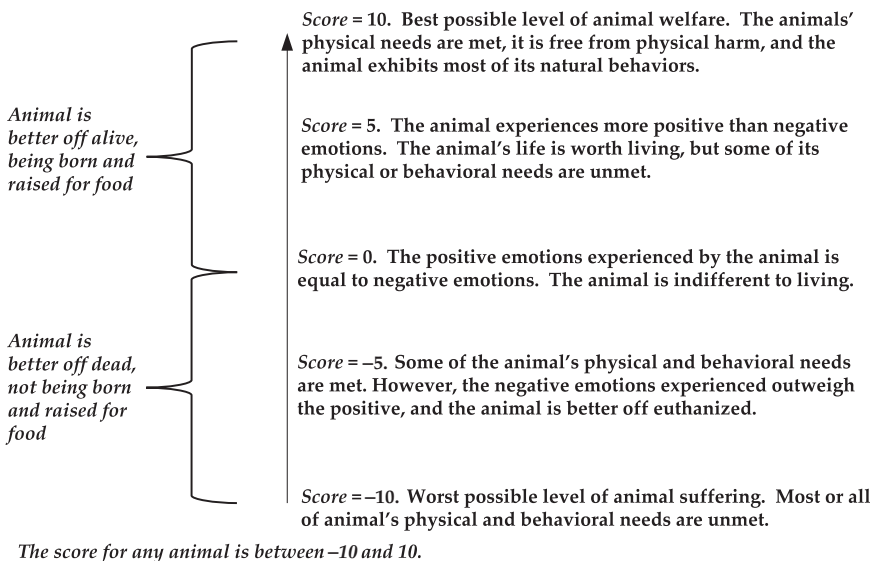 Score = 10. Best possible level of animal welfare. The animals’
physical needs are met, it is free from physical harm, and the
animal exhibits most of its natural behaviors.
Animal is
better off alive,
being born and
raised for food
Score = 5. The animal experiences more positive than negative
emotions. The animal’s life is worth living, but some of its
physical or behavioral needs are unmet.
Score = 0. The positive emotions experienced by the animal is
equal to negative emotions. The animal is indifferent to living.
Animal is
better off dead,
not being born
and raised for
food
Score = –5. Some of the animal’s physical and behavioral needs
are met. However, the negative emotions experienced outweigh
the positive, and the animal is better off euthanized.
Score = –10. Worst possible level of animal suffering. Most or all
of animal’s physical and behavioral needs are unmet.
The score for any animal is between –10 and 10.